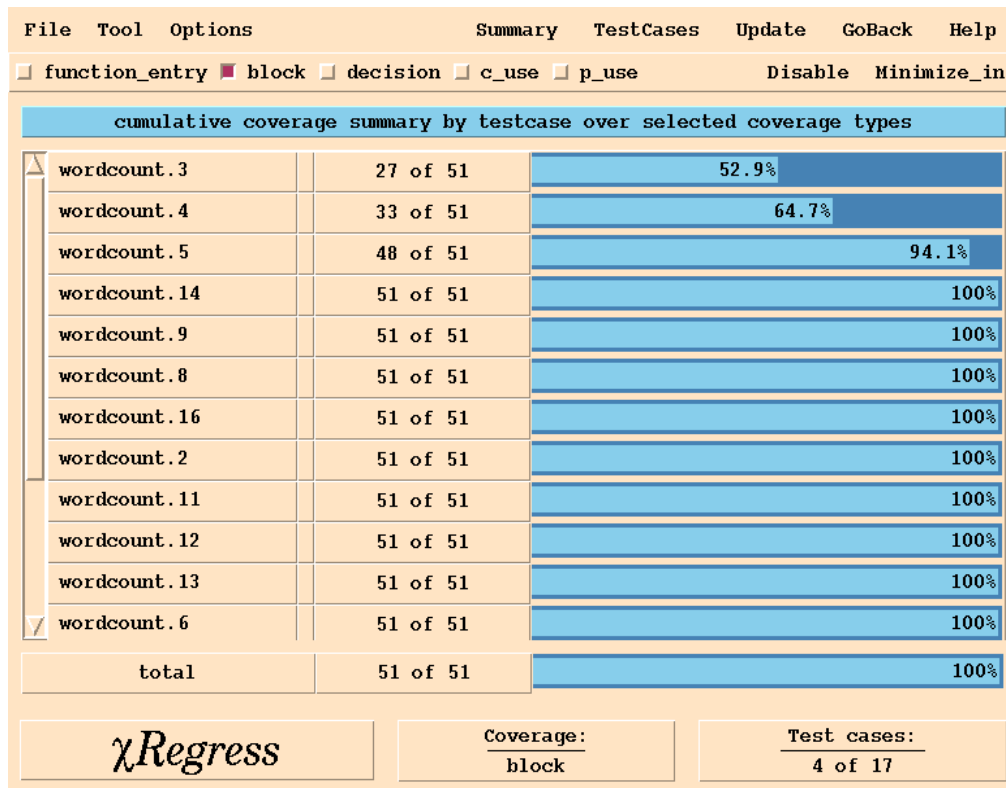 File Tool Options Summary TestCases Update GoBack Help
function_entry block decision c_use p_use Disable Minimize_in
cumulative coverage summary by testcase over selected coverage types
wordcount.3 27 of 51 52.9%
wordcount.4 33 of 51 64.7%
wordcount.5 48 of 51 94.1%
wordcount.14 51 of 51 100%
wordcount.9 51 of 51 100%
wordcount.8 51 of 51 100%
wordcount.16 51 of 51 100%
wordcount.2 51 of 51 100%
wordcount.11 51 of 51 100%
wordcount.12 51 of 51 100%
wordcount.13 51 of 51 100%
wordcount.6 51 of 51 100%
total 51 of 51 100%
χRegress
Coverage:
block
Test cases:
4 of 17